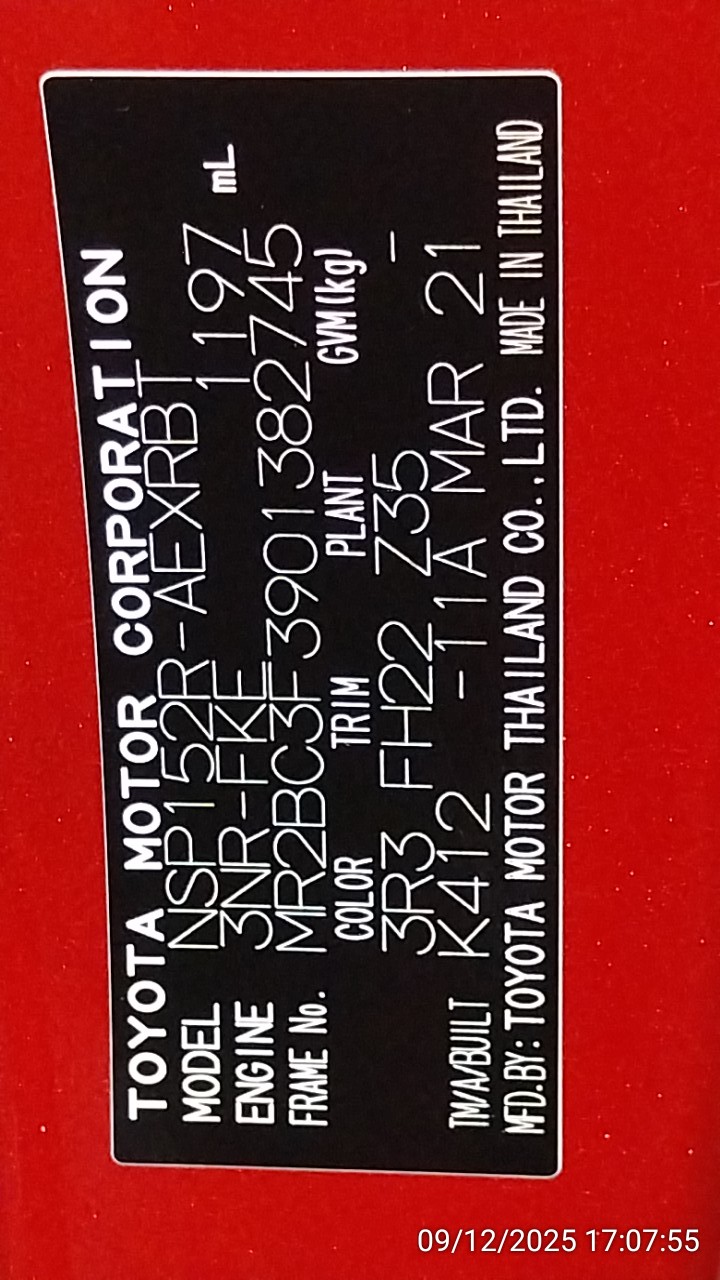 TOYOTA MOTOR CORPORATION
MODEL NSP152R-AEXRB T
ENGINE 3NR-FKE 1197 mL
FRAME No. MR2BC3F3901382745
COLOR TRIM PLANT GVM(kg)
3R3 FH22 Z35 -
TM/A/BUILT K412 -11A MAR 21
MFD.BY: TOYOTA MOTOR THAILAND CO.,LTD. MADE IN THAILAND
09/12/2025 17:07:55